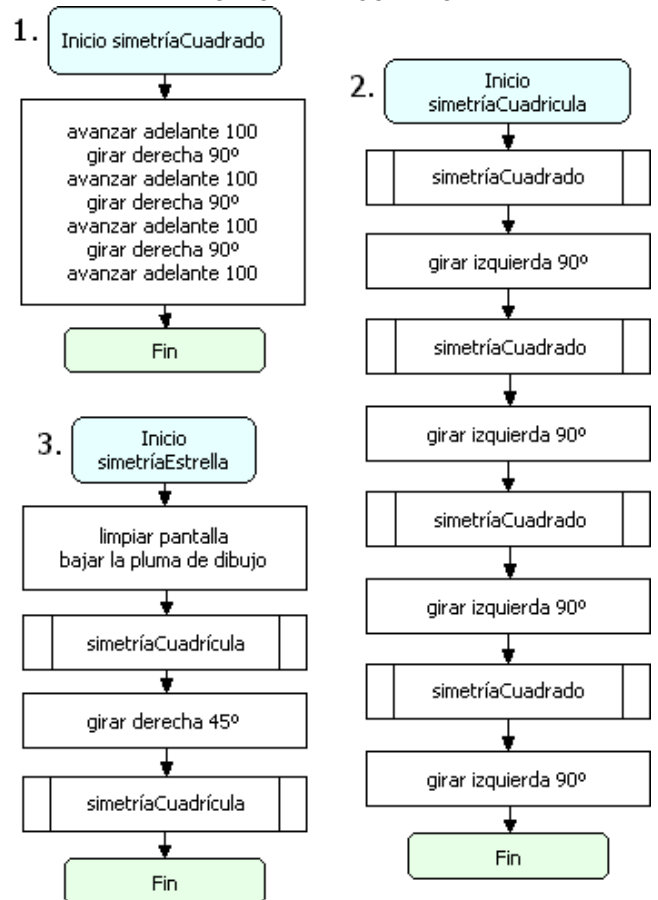 1.
Inicio simetríaCuadrado
avanzar adelante 100
girar derecha 90º
avanzar adelante 100
girar derecha 90º
avanzar adelante 100
girar derecha 90º
avanzar adelante 100
Fin
2.
Inicio
simetríaCuadricula
simetríaCuadrado
girar izquierda 90º
simetríaCuadrado
girar izquierda 90º
simetríaCuadrado
girar izquierda 90º
simetríaCuadrado
girar izquierda 90º
Fin
3.
Inicio
simetríaEstrella
limpiar pantalla
bajar la pluma de dibujo
simetríaCuadrícula
girar derecha 45º
simetríaCuadrícula
Fin